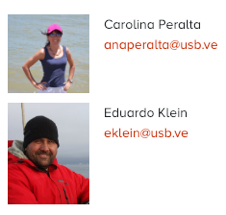 Carolina Peralta
anaperalta@usb.ve
Eduardo Klein
eklein@usb.ve